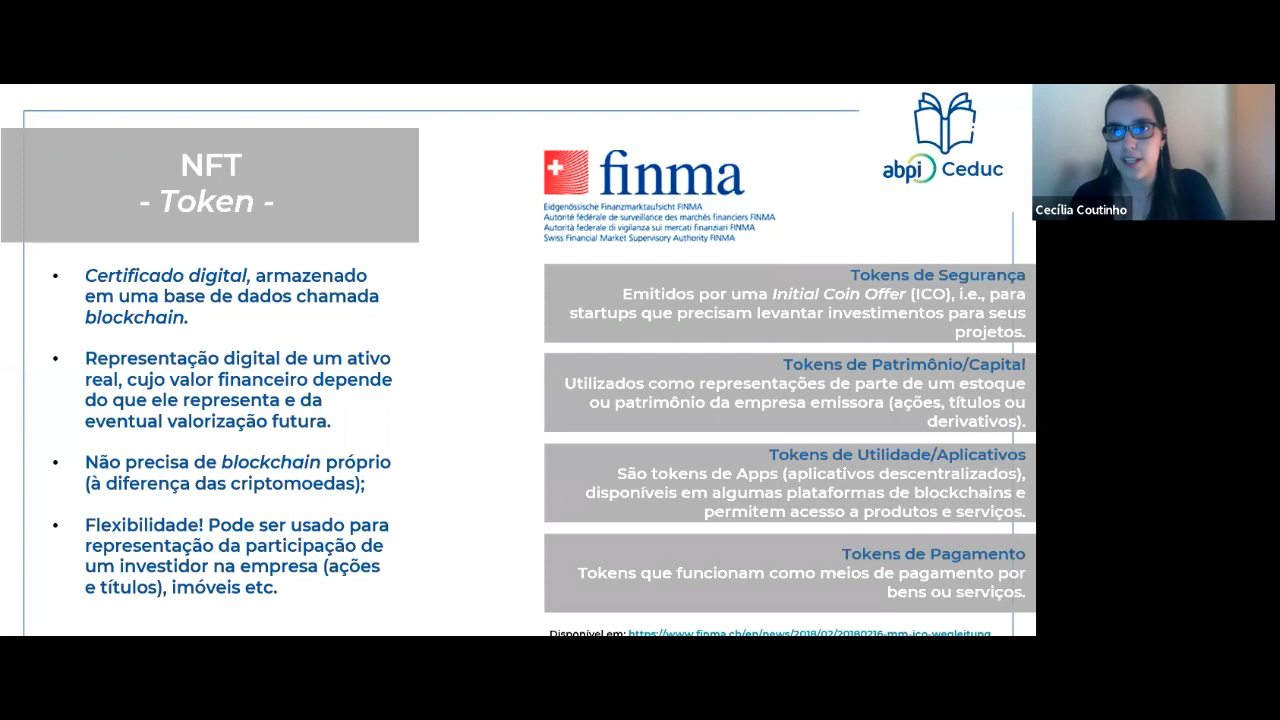 NFT
- Token -
Certificado digital, armazenado
em uma base de dados chamada
blockchain.
Representação digital de um ativo
real, cujo valor financeiro depende
do que ele representa e da
eventual valorização futura.
Não precisa de blockchain próprio
(à diferença das criptomoedas);
Flexibilidade! Pode ser usado para
representação da participação de
um investidor na empresa (ações
e títulos), imóveis etc.
finma
Eidgenössische Finanzmarktaufsicht FINMA
Autorité fédérale de surveillance des marchés financiers FINMA
Autorità federale di vigilanza sui mercati finanziari FINMA
Swiss Financial Market Supervisory Authority FINMA
abpi Ceduc
Tokens de Segurança
Emitidos por uma Initial Coin Offer (ICO), i.e., para
startups que precisam levantar investimentos para seus
projetos.
Tokens de Patrimônio/Capital
Utilizados como representações de parte de um estoque
ou patrimônio da empresa emissora (ações, títulos ou
derivativos).
Tokens de Utilidade/Aplicativos
São tokens de Apps (aplicativos descentralizados),
disponíveis em algumas plataformas de blockchains e
permitem acesso a produtos e serviços.
Tokens de Pagamento
Tokens que funcionam como meios de pagamento por
bens ou serviços.
Disponível em: https://www.finma.ch/en/news/2018/02/20180216-mm-ico-wegleitung
Cecília Coutinho